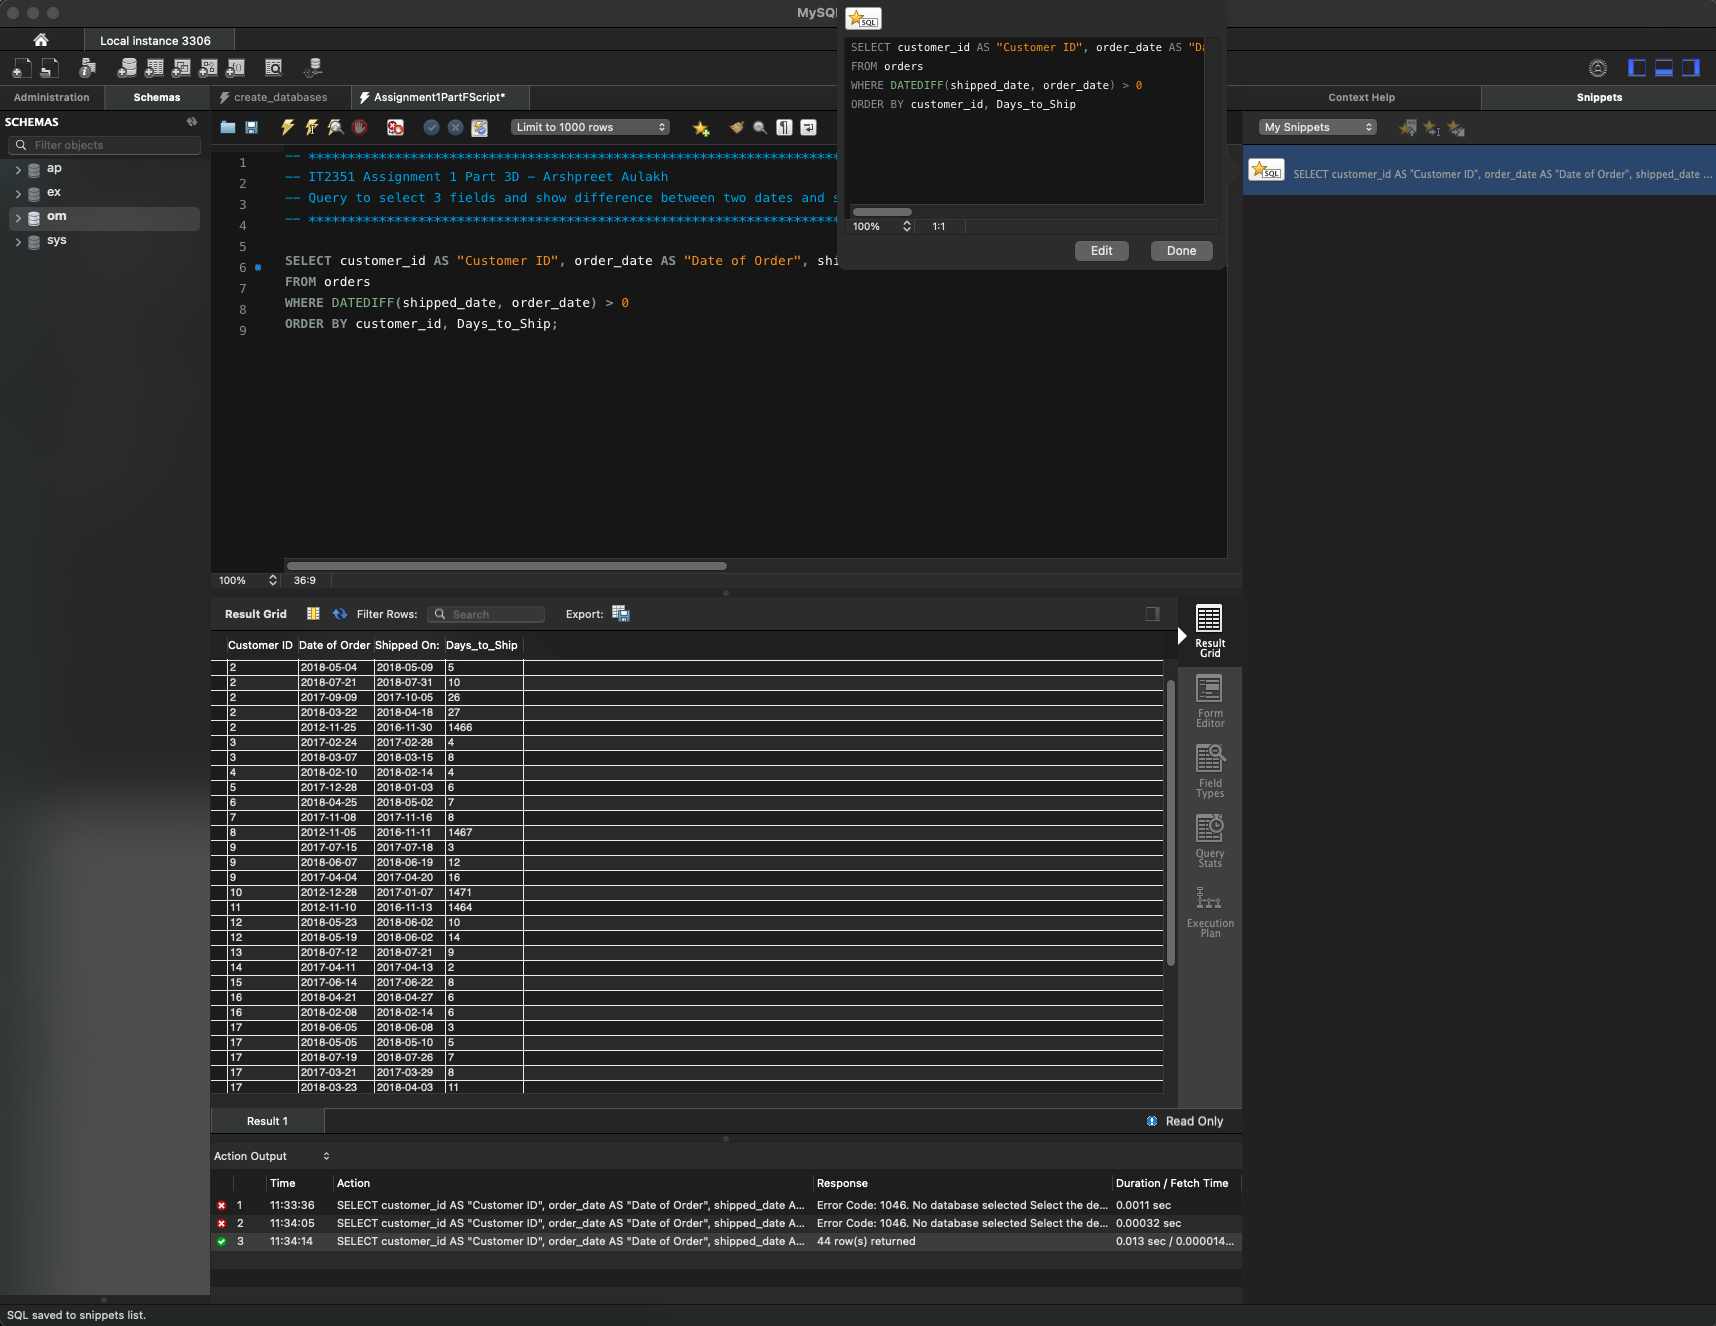 MySQL
Local instance 3306
Administration
Schemas
create_databases
Assignment1PartFScript*
Context Help
Snippets
SCHEMAS
Filter objects
ap
ex
om
sys
Limit to 1000 rows
My Snippets
SQL
SELECT customer_id AS "Customer ID", order_date AS "Da
FROM orders
WHERE DATEDIFF(shipped_date, order_date) > 0
ORDER BY customer_id, Days_to_Ship
100%
1:1
Edit
Done
SQL
SELECT customer_id AS "Customer ID", order_date AS "Date of Order", shipped_date ...
1 -- ********************************************************************
2 -- IT2351 Assignment 1 Part 3D - Arshpreet Aulakh
3 -- Query to select 3 fields and show difference between two dates and s
4 -- ********************************************************************
5
6 SELECT customer_id AS "Customer ID", order_date AS "Date of Order", shi
7 FROM orders
8 WHERE DATEDIFF(shipped_date, order_date) > 0
9 ORDER BY customer_id, Days_to_Ship;
100%
36:9
Result Grid
Filter Rows:
Search
Export:
Customer ID Date of Order Shipped On: Days_to_Ship
2 2018-05-04 2018-05-09 5
2 2018-07-21 2018-07-31 10
2 2017-09-09 2017-10-05 26
2 2018-03-22 2018-04-18 27
2 2012-11-25 2016-11-30 1466
3 2017-02-24 2017-02-28 4
3 2018-03-07 2018-03-15 8
4 2018-02-10 2018-02-14 4
5 2017-12-28 2018-01-03 6
6 2018-04-25 2018-05-02 7
7 2017-11-08 2017-11-16 8
8 2012-11-05 2016-11-11 1467
9 2017-07-15 2017-07-18 3
9 2018-06-07 2018-06-19 12
9 2017-04-04 2017-04-20 16
10 2012-12-28 2017-01-07 1471
11 2012-11-10 2016-11-13 1464
12 2018-05-23 2018-06-02 10
12 2018-05-19 2018-06-02 14
13 2018-07-12 2018-07-21 9
14 2017-04-11 2017-04-13 2
15 2017-06-14 2017-06-22 8
16 2018-04-21 2018-04-27 6
16 2018-02-08 2018-02-14 6
17 2018-06-05 2018-06-08 3
17 2018-05-05 2018-05-10 5
17 2018-07-19 2018-07-26 7
17 2017-03-21 2017-03-29 8
17 2018-03-23 2018-04-03 11
Result
Grid
Form
Editor
Field
Types
Query
Stats
Execution
Plan
Result 1
Read Only
Action Output
Time Action Response Duration / Fetch Time
1 11:33:36 SELECT customer_id AS "Customer ID", order_date AS "Date of Order", shipped_date A... Error Code: 1046. No database selected Select the de... 0.0011 sec
2 11:34:05 SELECT customer_id AS "Customer ID", order_date AS "Date of Order", shipped_date A... Error Code: 1046. No database selected Select the de... 0.00032 sec
3 11:34:14 SELECT customer_id AS "Customer ID", order_date AS "Date of Order", shipped_date A... 44 row(s) returned 0.013 sec / 0.000014...
SQL saved to snippets list.